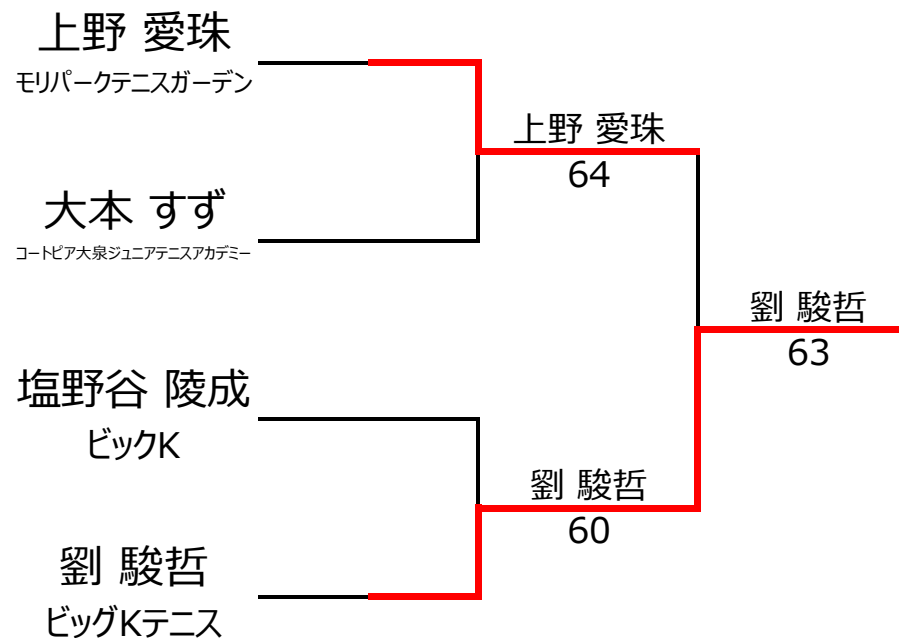 上野 愛珠
モリパークテニスガーデン
大本 すず
コートピア大泉ジュニアテニスアカデミー
塩野谷 陵成
ビックK
劉 駿哲
ビッグKテニス
上野 愛珠
64
劉 駿哲
60
劉 駿哲
63